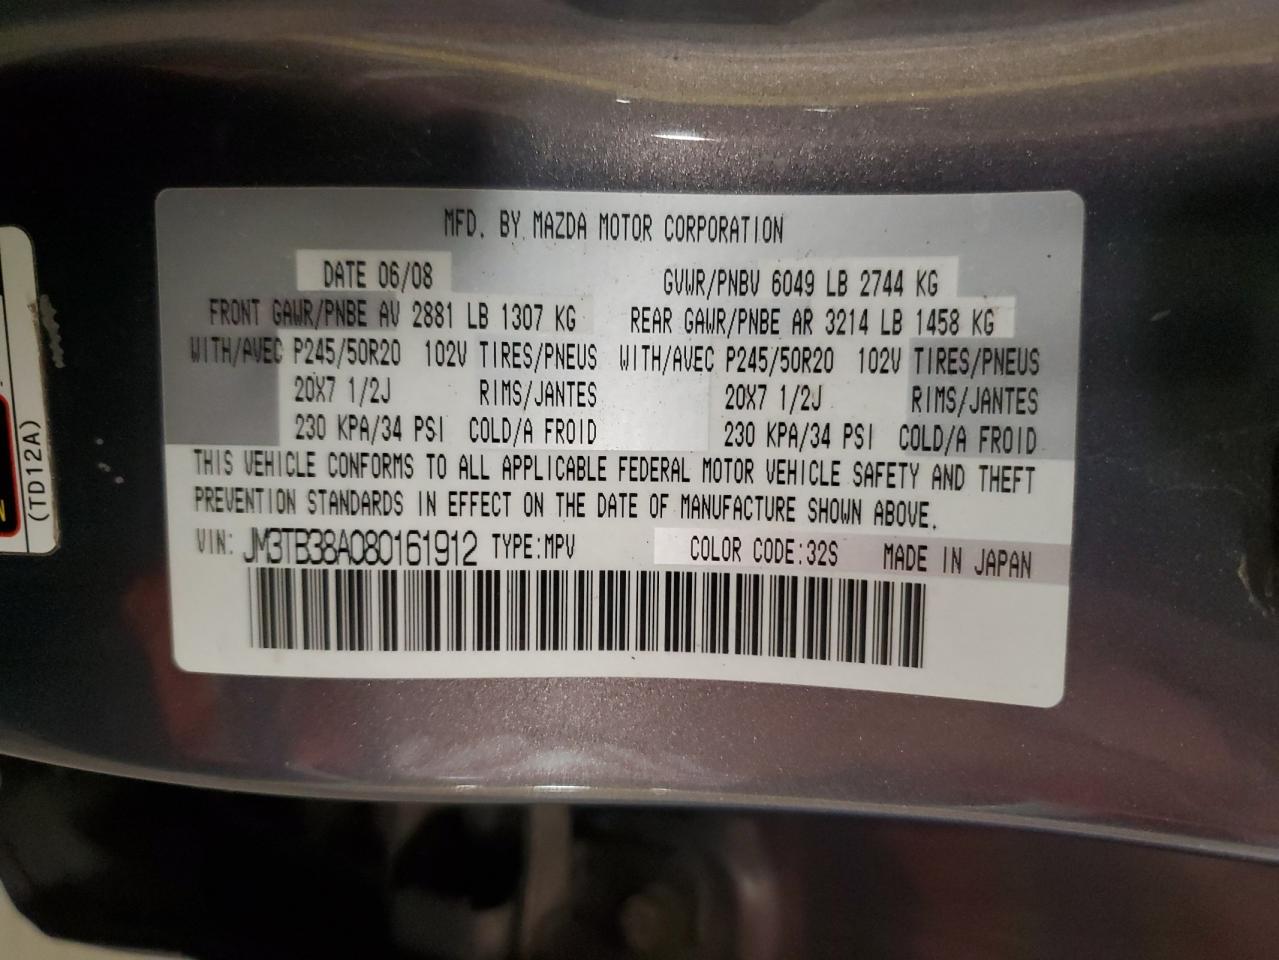 MFD. BY MAZDA MOTOR CORPORATION
DATE 06/08 GVWR/PNBV 6049 LB 2744 KG
FRONT GAWR/PNBE AV 2881 LB 1307 KG REAR GAWR/PNBE AR 3214 LB 1458 KG
WITH/AVEC P245/50R20 102V TIRES/PNEUS WITH/AVEC P245/50R20 102V TIRES/PNEUS
20X7 1/2J RIMS/JANTES 20X7 1/2J RIMS/JANTES
230 KPA/34 PSI COLD/A FROID 230 KPA/34 PSI COLD/A FROID
THIS VEHICLE CONFORMS TO ALL APPLICABLE FEDERAL MOTOR VEHICLE SAFETY AND THEFT
PREVENTION STANDARDS IN EFFECT ON THE DATE OF MANUFACTURE SHOWN ABOVE.
VIN: JM3TB38A080161912 TYPE:MPV COLOR CODE:32S MADE IN JAPAN
(TD12A)